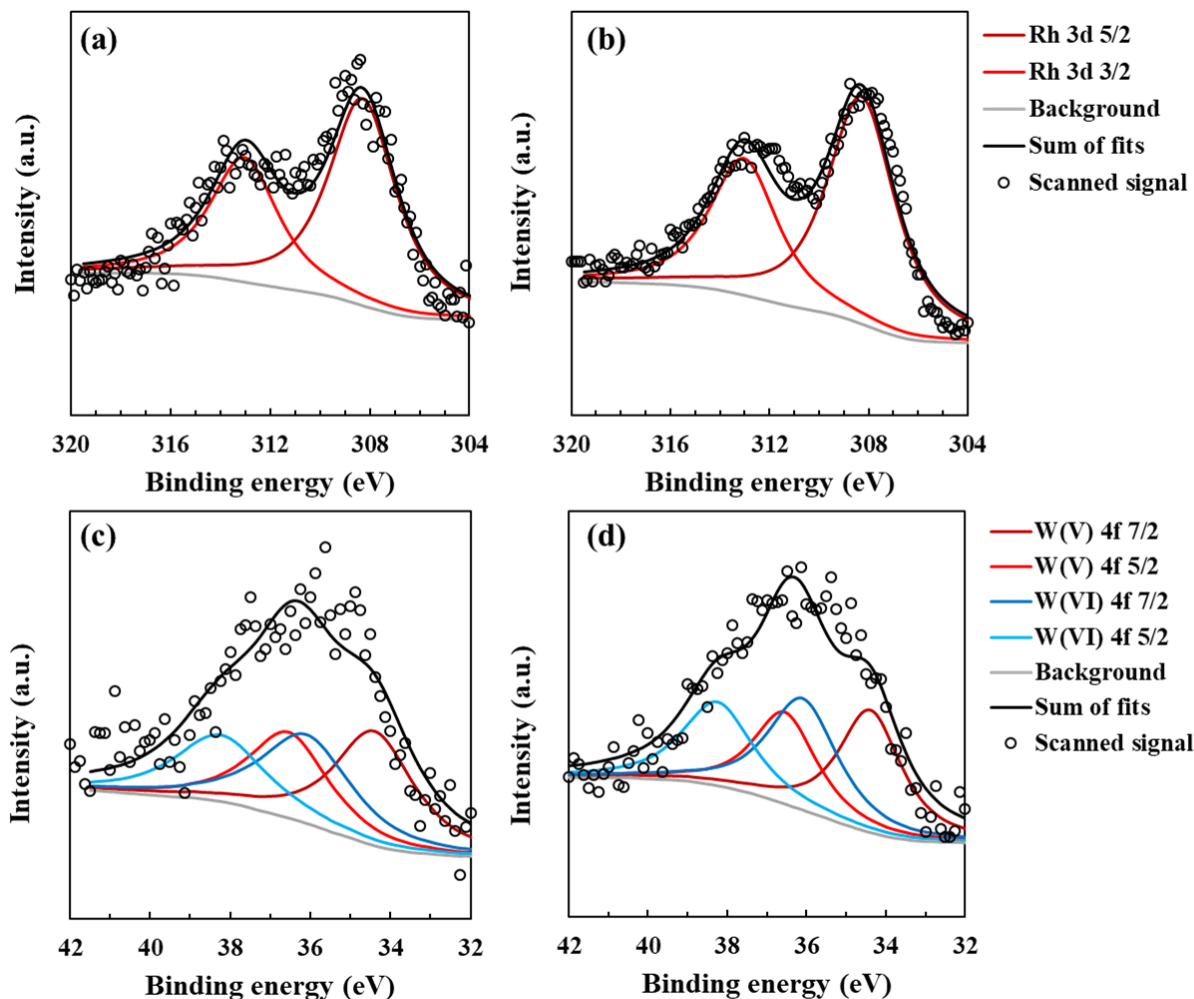 (a)
(b)
Intensity (a.u.)
Intensity (a.u.)
320 316 312 308 304
320 316 312 308 304
Binding energy (eV)
Binding energy (eV)
Rh 3d 5/2
Rh 3d 3/2
Background
Sum of fits
Scanned signal
(c)
(d)
Intensity (a.u.)
Intensity (a.u.)
42 40 38 36 34 32
42 40 38 36 34 32
Binding energy (eV)
Binding energy (eV)
W(V) 4f 7/2
W(V) 4f 5/2
W(VI) 4f 7/2
W(VI) 4f 5/2
Background
Sum of fits
Scanned signal